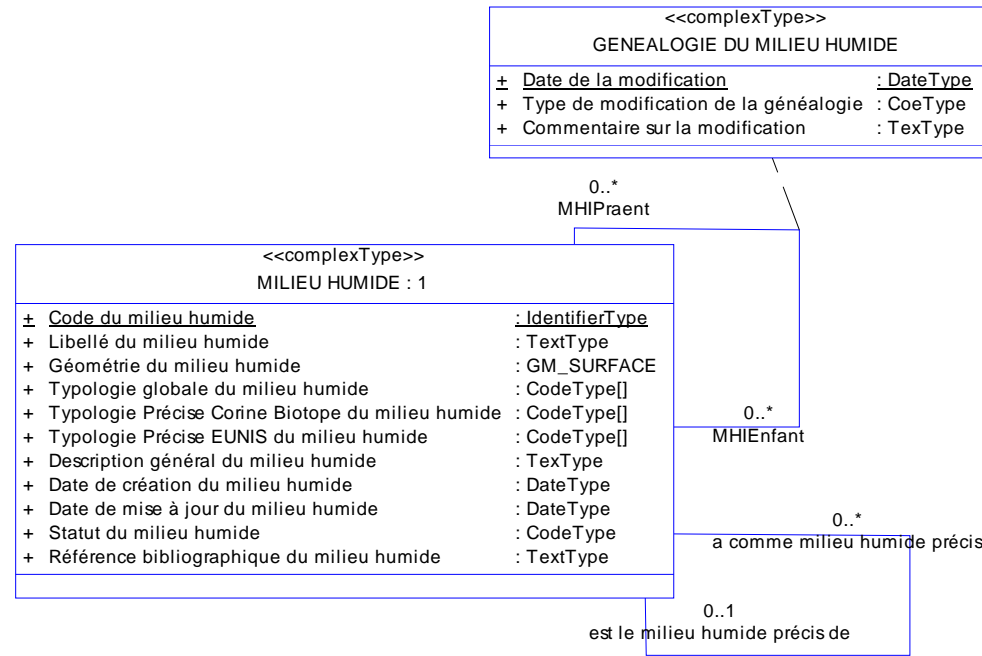 <<complexType>>
GENEALOGIE DU MILIEU HUMIDE
+ Date de la modification : DateType
+ Type de modification de la généalogie : CoeType
+ Commentaire sur la modification : TexType
0..*
MHIPraent
<<complexType>>
MILIEU HUMIDE : 1
+ Code du milieu humide : IdentifierType
+ Libellé du milieu humide : TextType
+ Géométrie du milieu humide : GM_SURFACE
+ Typologie globale du milieu humide : CodeType[]
+ Typologie Précise Corine Biotope du milieu humide : CodeType[]
+ Typologie Précise EUNIS du milieu humide : CodeType[]
+ Description général du milieu humide : TexType
+ Date de création du milieu humide : DateType
+ Date de mise à jour du milieu humide : DateType
+ Statut du milieu humide : CodeType
+ Référence bibliographique du milieu humide : TextType
0..*
MHIEnfant
0..*
a comme milieu humide précis
0..1
est le milieu humide précis de